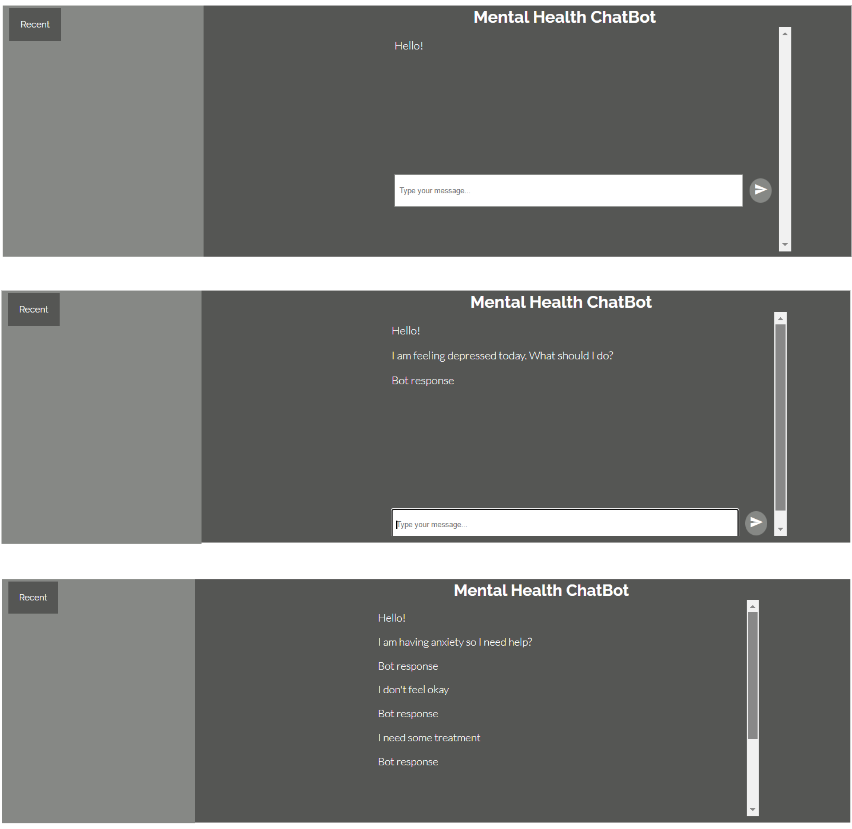 Recent
Mental Health ChatBot
Hello!
Type your message...
Recent
Mental Health ChatBot
Hello!
I am feeling depressed today. What should I do?
Bot response
Type your message...
Recent
Mental Health ChatBot
Hello!
I am having anxiety so I need help?
Bot response
I don't feel okay
Bot response
I need some treatment
Bot response